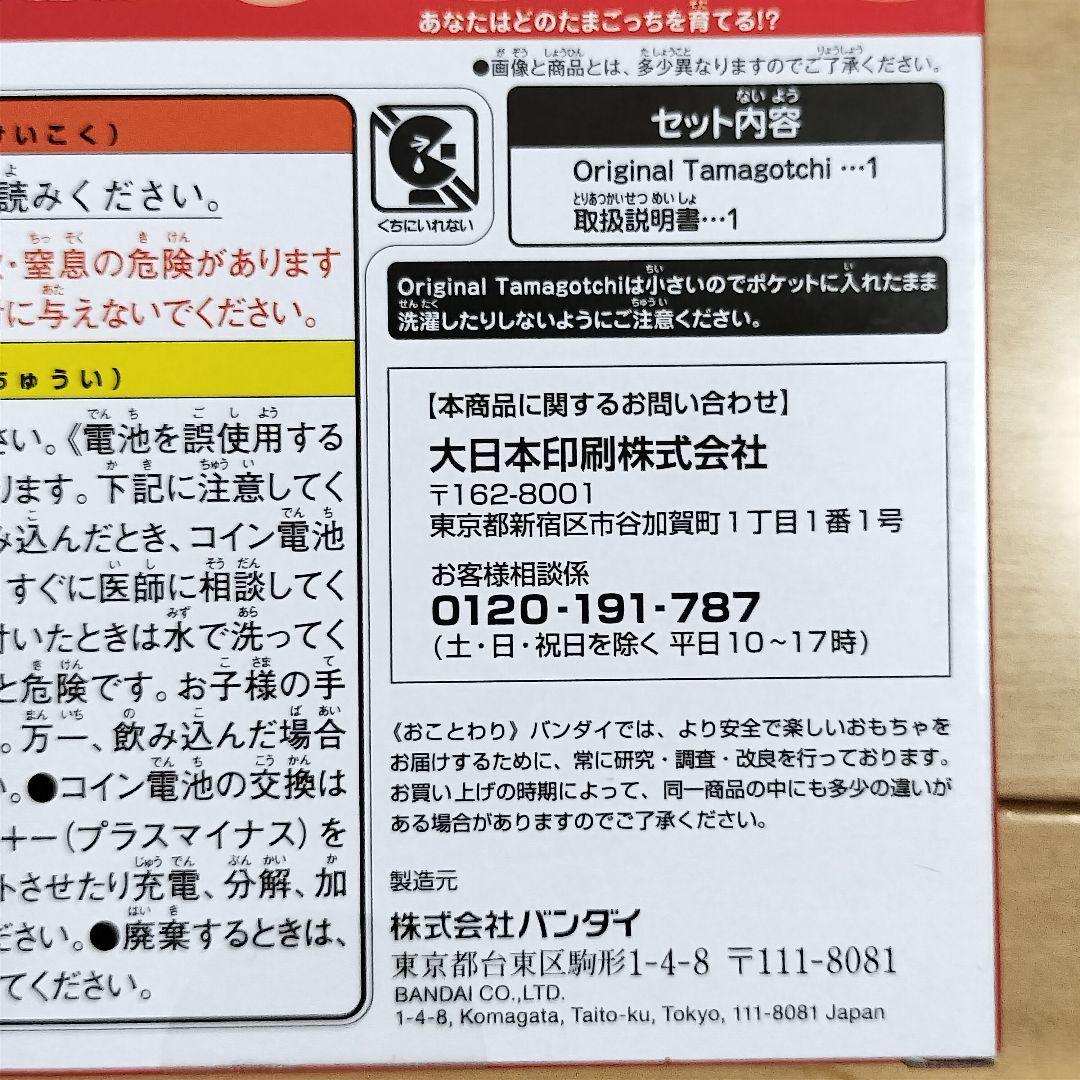 あなたはどのたまごっちを育てる!?
●画像と商品とは、多少異なりますのでご了承ください。
けいこく）
読みください。
・窒息の危険があります
に与えないでください。
ちゅうい）
さい。《電池を誤使用する
ります。下記に注意してく
み込んだとき、コイン電池
すぐに医師に相談してく
付いたときは水で洗ってく
と危険です。お子様の手
。万一、飲み込んだ場合
い。●コイン電池の交換は
＋－(プラスマイナス)を
トさせたり充電、分解、加
ださい。●廃棄するときは、
てください。
くちにいれない
セット内容
Original Tamagotchi …1
取扱説明書…1
Original Tamagotchiは小さいのでポケットに入れたまま
洗濯したりしないようにご注意ください。
【本商品に関するお問い合わせ】
大日本印刷株式会社
〒162-8001
東京都新宿区市谷加賀町1丁目1番1号
お客様相談係
0120-191-787
(土・日・祝日を除く 平日10～17時)
《おことわり》バンダイでは、より安全で楽しいおもちゃを
お届けするために、常に研究・調査・改良を行っております。
お買い上げの時期によって、同一商品の中にも多少の違いが
ある場合がありますのでご了承ください。
製造元
株式会社バンダイ
東京都台東区駒形1-4-8 〒111-8081
BANDAI CO.,LTD.
1-4-8, Komagata, Taito-ku, Tokyo, 111-8081 Japan